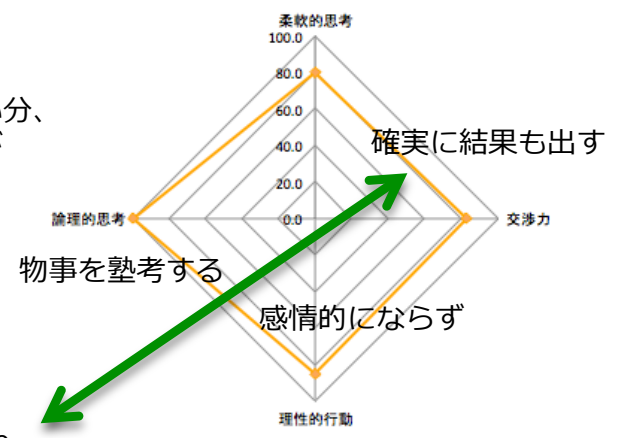 柔軟的思考
100.0
80.0
分、
60.0
確実に結果も出す
40.0
20.0
論理的思考
0.0
交渉力
物事を塾考する
感情的にならず
理性的行動